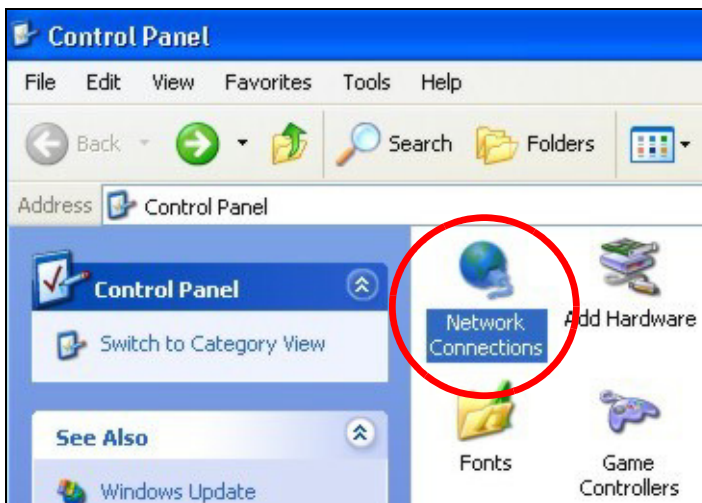 Control Panel
File Edit View Favorites Tools Help
Back Search Folders
Address Control Panel
Control Panel
Switch to Category View
See Also
Windows Update
Network
Connections
Add Hardware
Fonts
Game
Controllers